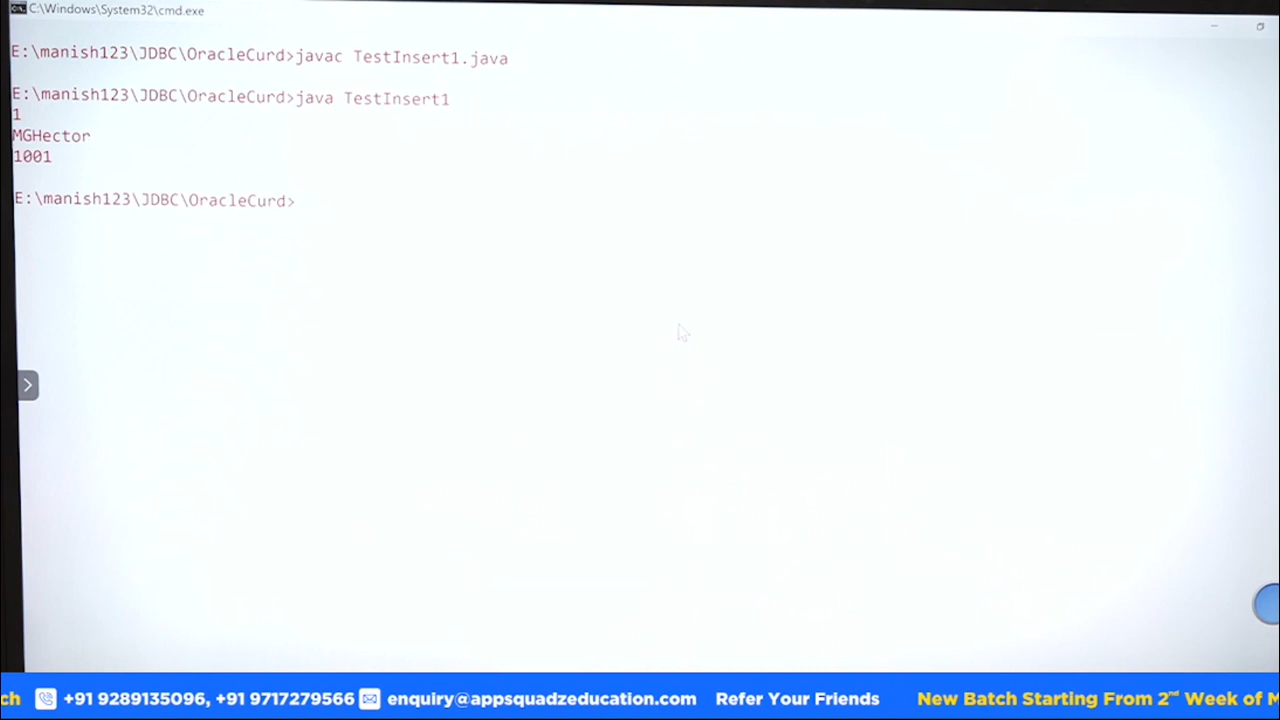 C:\Windows\System32\cmd.exe
E:\manish123\JDBC\OracleCurd>javac TestInsert1.java
E:\manish123\JDBC\OracleCurd>java TestInsert1
1
MGHector
1001
E:\manish123\JDBC\OracleCurd>
ch +91 9289135096, +91 9717279566 enquiry@appsquadzeducation.com Refer Your Friends New Batch Starting From 2nd Week of M